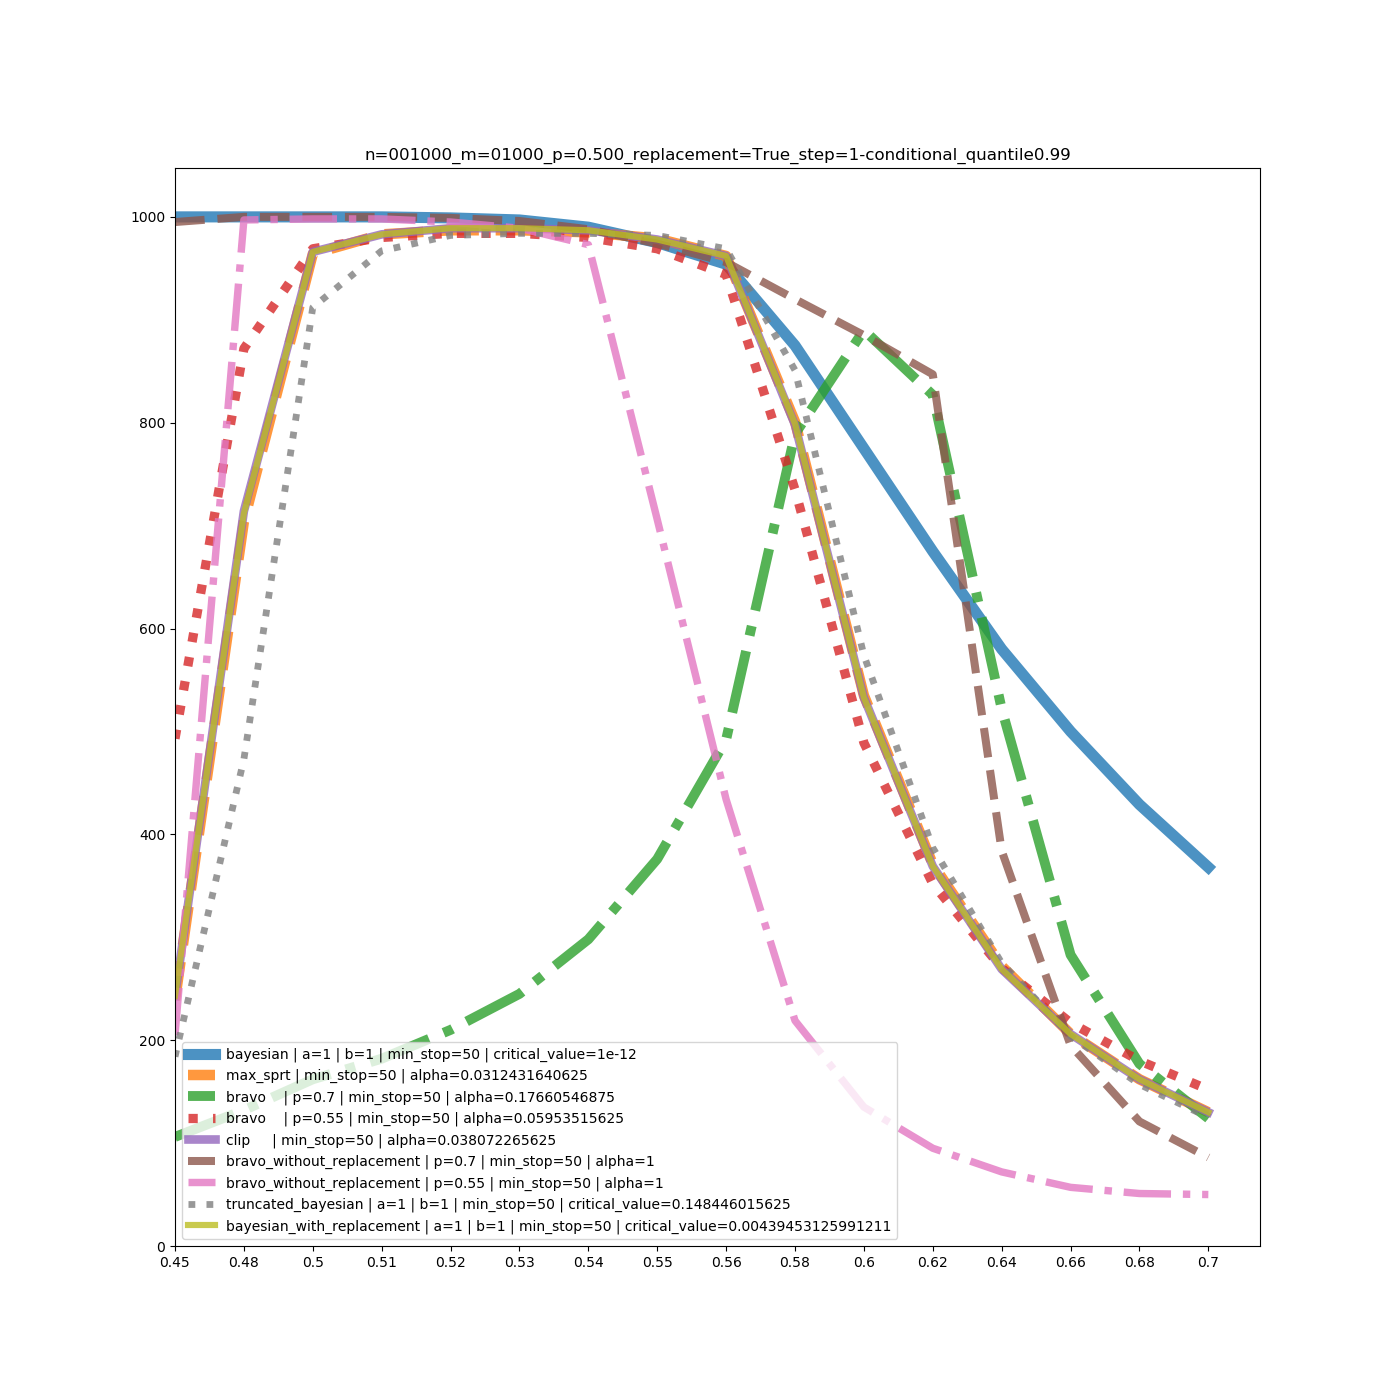 n=001000_m=01000_p=0.500_replacement=True_step=1-conditional_quantile0.99
1000
800
600
400
200
0
bayesian | a=1 | b=1 | min_stop=50 | critical_value=1e-12
max_sprt | min_stop=50 | alpha=0.0312431640625
bravo | p=0.7 | min_stop=50 | alpha=0.17660546875
bravo | p=0.55 | min_stop=50 | alpha=0.05953515625
clip | min_stop=50 | alpha=0.038072265625
bravo_without_replacement | p=0.7 | min_stop=50 | alpha=1
bravo_without_replacement | p=0.55 | min_stop=50 | alpha=1
truncated_bayesian | a=1 | b=1 | min_stop=50 | critical_value=0.148446015625
bayesian_with_replacement | a=1 | b=1 | min_stop=50 | critical_value=0.00439453125991211
0.45 0.48 0.5 0.51 0.52 0.53 0.54 0.55 0.56 0.58 0.6 0.62 0.64 0.66 0.68 0.7